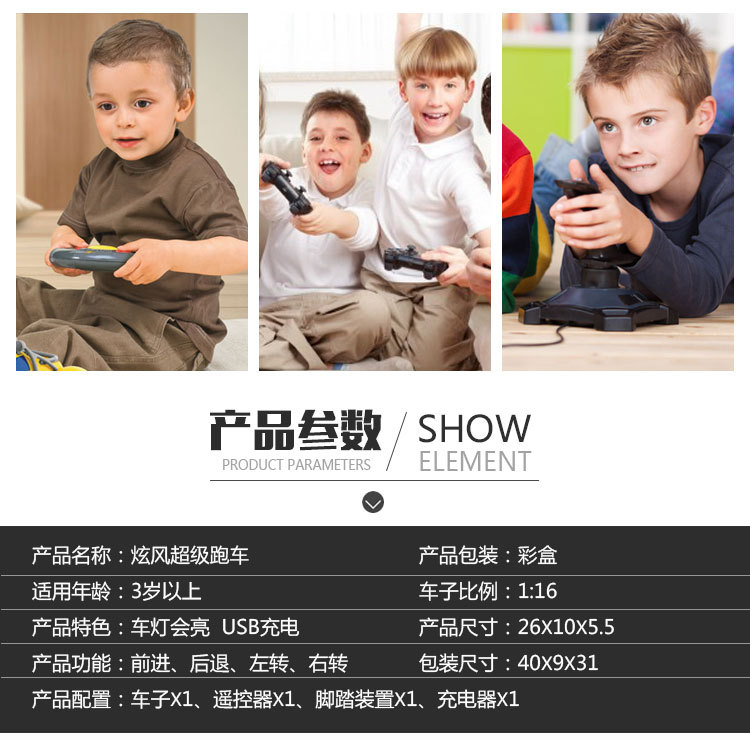 产品参数 / SHOW
PRODUCT PARAMETERS ELEMENT
产品名称：炫风超级跑车 产品包装：彩盒
适用年龄：3岁以上 车子比例：1:16
产品特色：车灯会亮 USB充电 产品尺寸：26X10X5.5
产品功能：前进、后退、左转、右转 包装尺寸：40X9X31
产品配置：车子X1、遥控器X1、脚踏装置X1、充电器X1